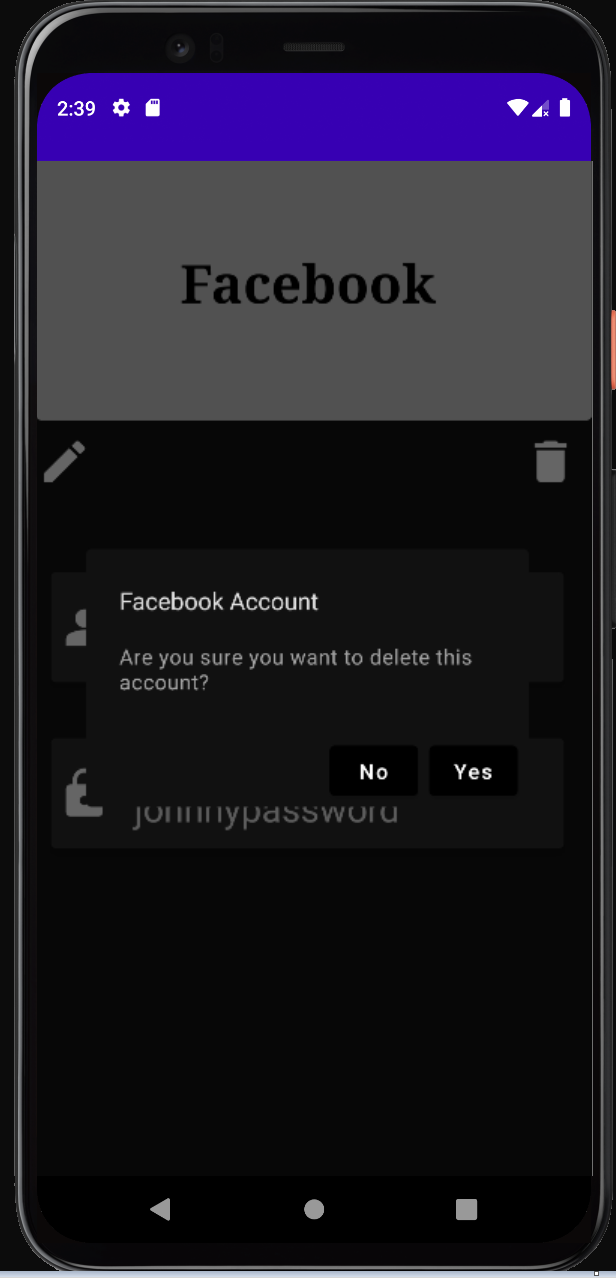 2:39
Facebook
Facebook Account
Are you sure you want to delete this
account?
No
Yes
johnnypassword